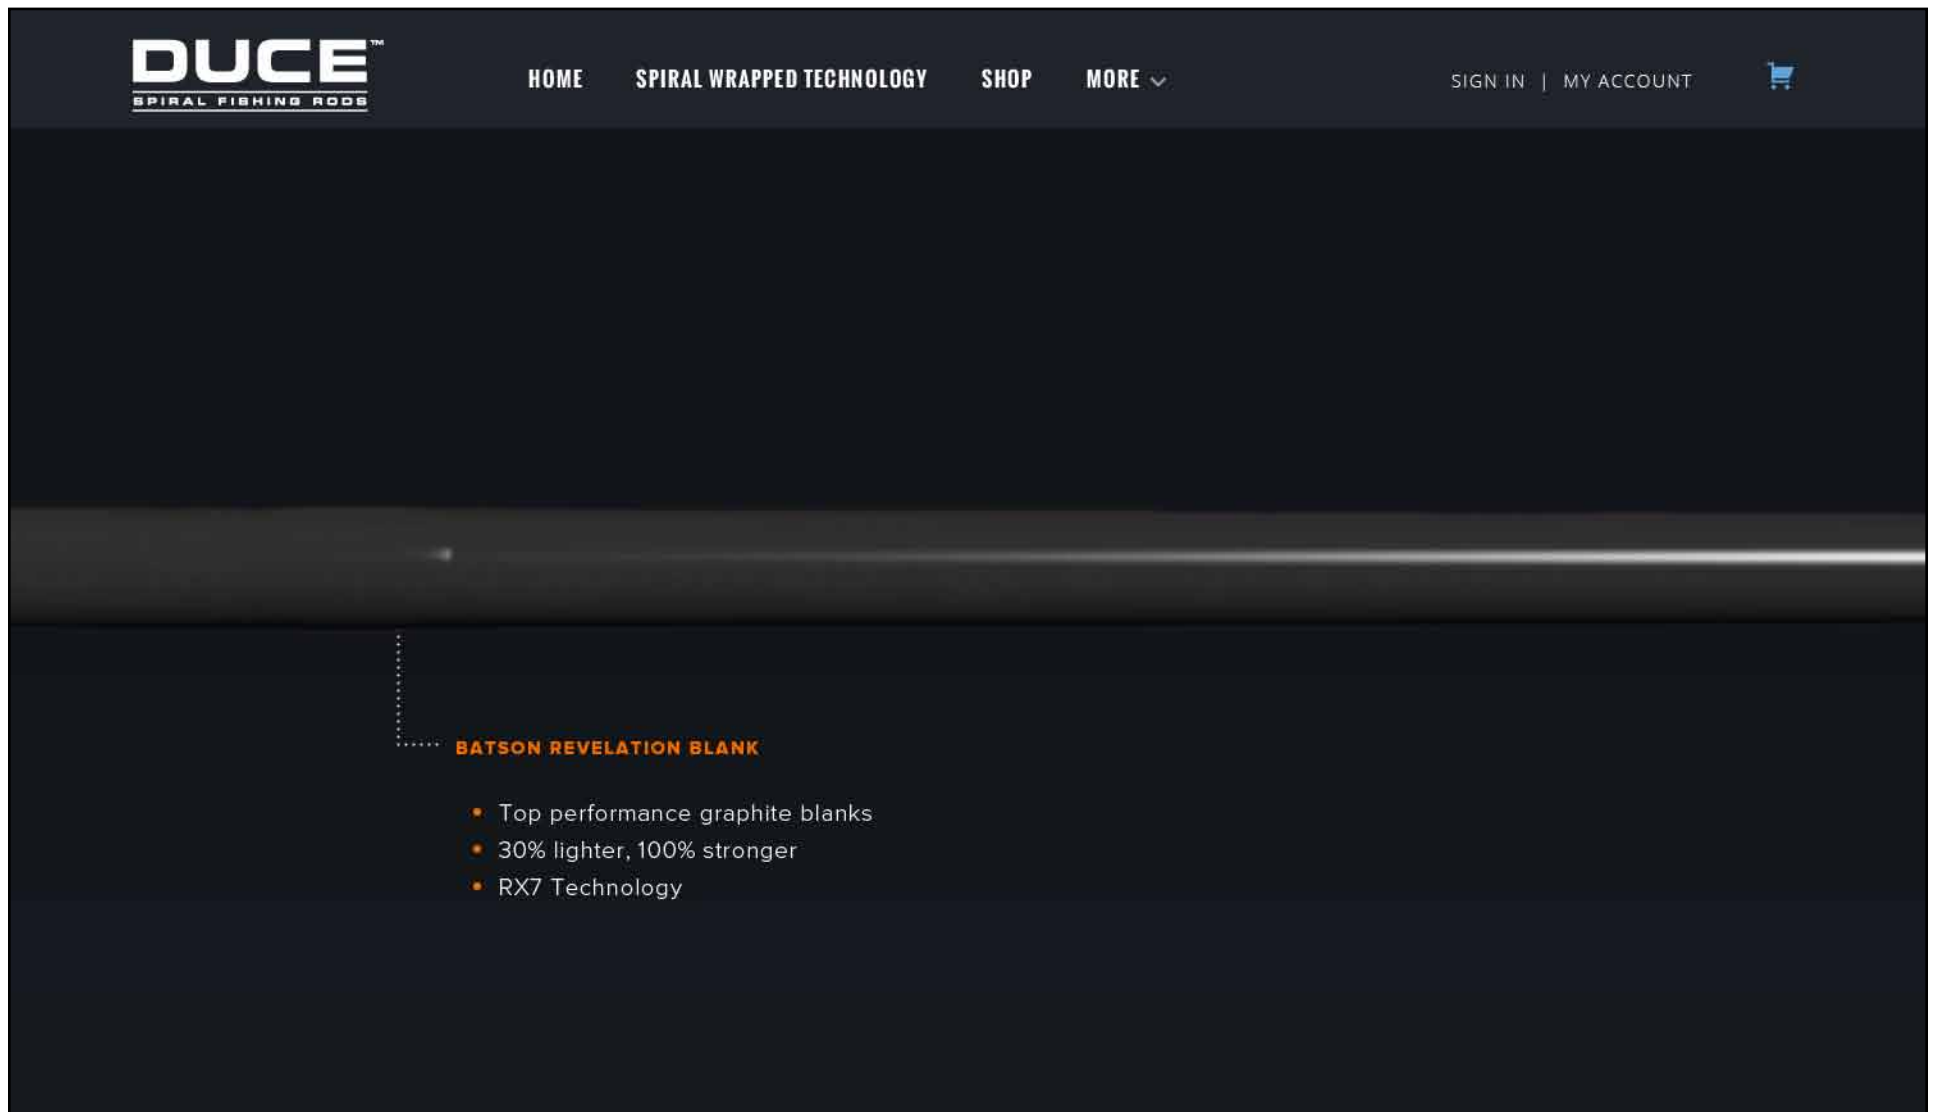 DUCE™
SPIRAL FISHING RODS
HOME SPIRAL WRAPPED TECHNOLOGY SHOP MORE
SIGN IN | MY ACCOUNT
BATSON REVELATION BLANK
• Top performance graphite blanks
• 30% lighter, 100% stronger
• RX7 Technology